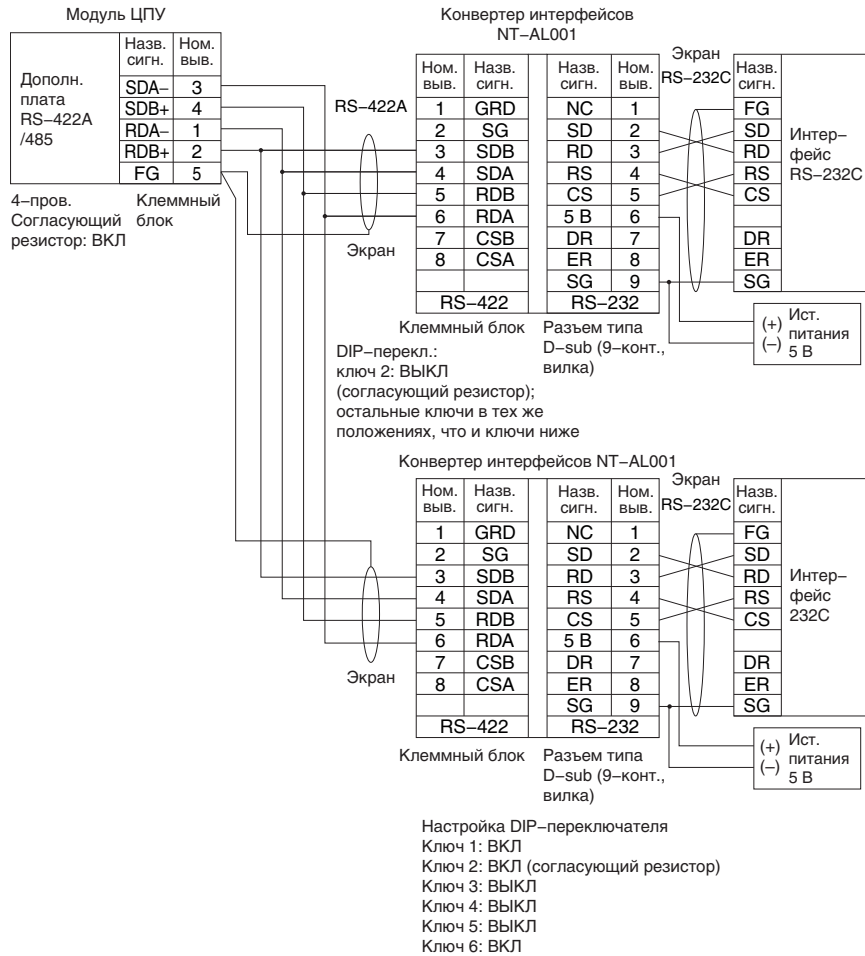 Модуль ЦПУ
Дополн.
плата
RS–422A
/485
Назв.
сигн.
Ном.
выв.
SDA– 3
SDB+ 4
RDA– 1
RDB+ 2
FG 5
4–пров.
Согласующий
резистор: ВКЛ
Клеммный
блок
RS–422A
Экран
Конвертер интерфейсов
NT–AL001
Ном.
выв.
Назв.
сигн.
Назв.
сигн.
Ном.
выв.
1 GRD NC 1
2 SG SD 2
3 SDB RD 3
4 SDA RS 4
5 RDB CS 5
6 RDA 5 В 6
7 CSB DR 7
8 CSA ER 8
SG 9
RS–422 RS–232
Клеммный блок
Разъем типа
D–sub (9–конт.,
вилка)
Экран
RS–232C
Назв.
сигн.
FG
SD
RD
RS
CS
DR
ER
SG
Интер–
фейс
RS–232C
(+)
(–)
Ист.
питания
5 В
DIP–перекл.:
ключ 2: ВЫКЛ
(согласующий резистор);
остальные ключи в тех же
положениях, что и ключи ниже
Конвертер интерфейсов NT–AL001
Экран
Ном.
выв.
Назв.
сигн.
Назв.
сигн.
Ном.
выв.
1 GRD NC 1
2 SG SD 2
3 SDB RD 3
4 SDA RS 4
5 RDB CS 5
6 RDA 5 В 6
7 CSB DR 7
8 CSA ER 8
SG 9
RS–422 RS–232
Клеммный блок
Разъем типа
D–sub (9–конт.,
вилка)
Экран
RS–232C
Назв.
сигн.
FG
SD
RD
RS
CS
DR
ER
SG
Интер–
фейс
232C
(+)
(–)
Ист.
питания
5 В
Настройка DIP–переключателя
Ключ 1: ВКЛ
Ключ 2: ВКЛ (согласующий резистор)
Ключ 3: ВЫКЛ
Ключ 4: ВЫКЛ
Ключ 5: ВЫКЛ
Ключ 6: ВКЛ